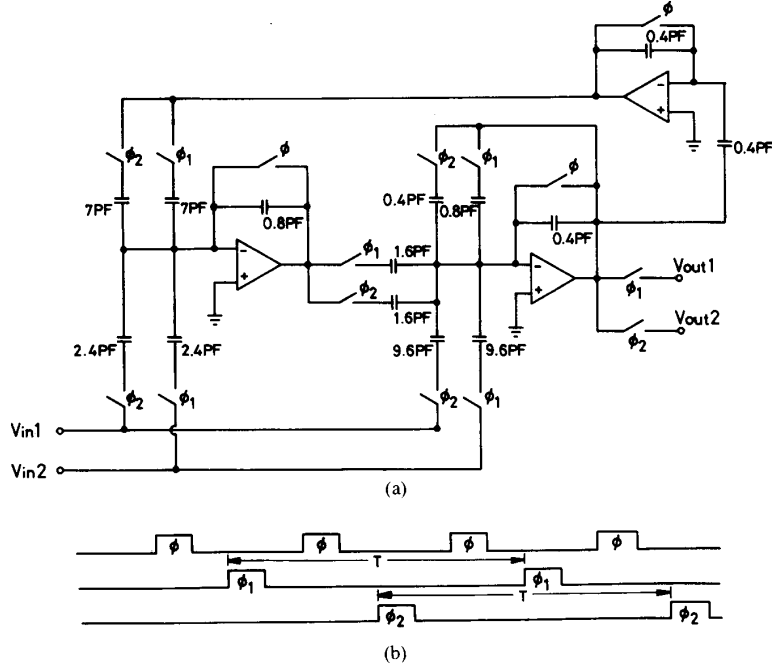 ϕ
0.4PF
-
+
0.4PF
ϕ2
ϕ1
7PF
7PF
ϕ
0.8PF
-
+
ϕ2
ϕ1
0.4PF
0.8PF
ϕ
0.4PF
-
+
ϕ1
1.6PF
ϕ2
1.6PF
ϕ1
Vout1
ϕ2
Vout2
2.4PF
2.4PF
9.6PF
9.6PF
ϕ2
ϕ1
ϕ2
ϕ1
Vin1
Vin2
(a)
ϕ ϕ ϕ ϕ
T
ϕ1 ϕ1
T
ϕ2 ϕ2
(b)